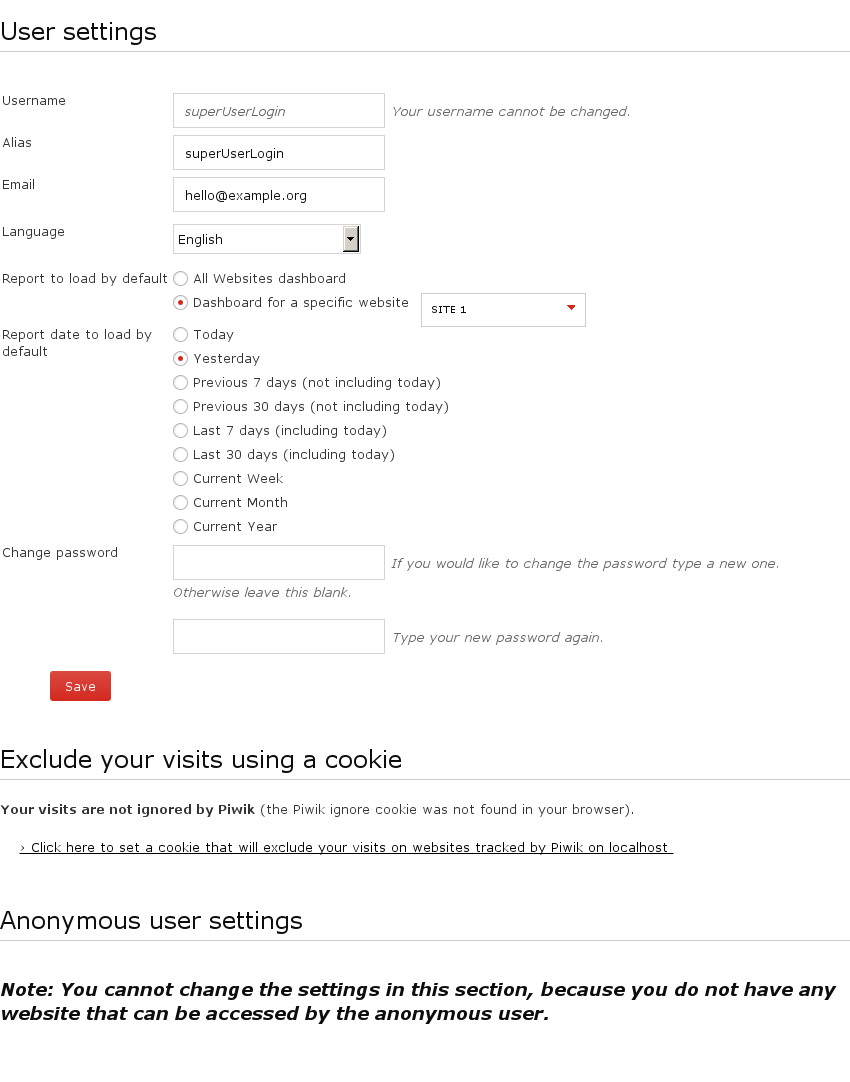 User settings
Username superUserLogin Your username cannot be changed.
Alias superUserLogin
Email hello@example.org
Language English
Report to load by default All Websites dashboard
Dashboard for a specific website SITE 1
Report date to load by default Today
Yesterday
Previous 7 days (not including today)
Previous 30 days (not including today)
Last 7 days (including today)
Last 30 days (including today)
Current Week
Current Month
Current Year
Change password If you would like to change the password type a new one.
Otherwise leave this blank.
Type your new password again.
Save
Exclude your visits using a cookie
Your visits are not ignored by Piwik (the Piwik ignore cookie was not found in your browser).
› Click here to set a cookie that will exclude your visits on websites tracked by Piwik on localhost
Anonymous user settings
Note: You cannot change the settings in this section, because you do not have any
website that can be accessed by the anonymous user.